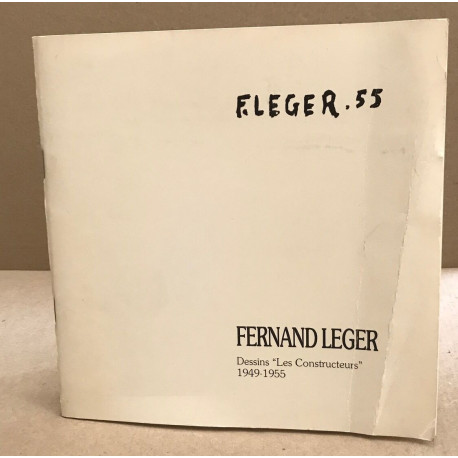 F.LEGER.55
FERNAND LEGER
Dessins "Les Constructeurs"
1949-1955